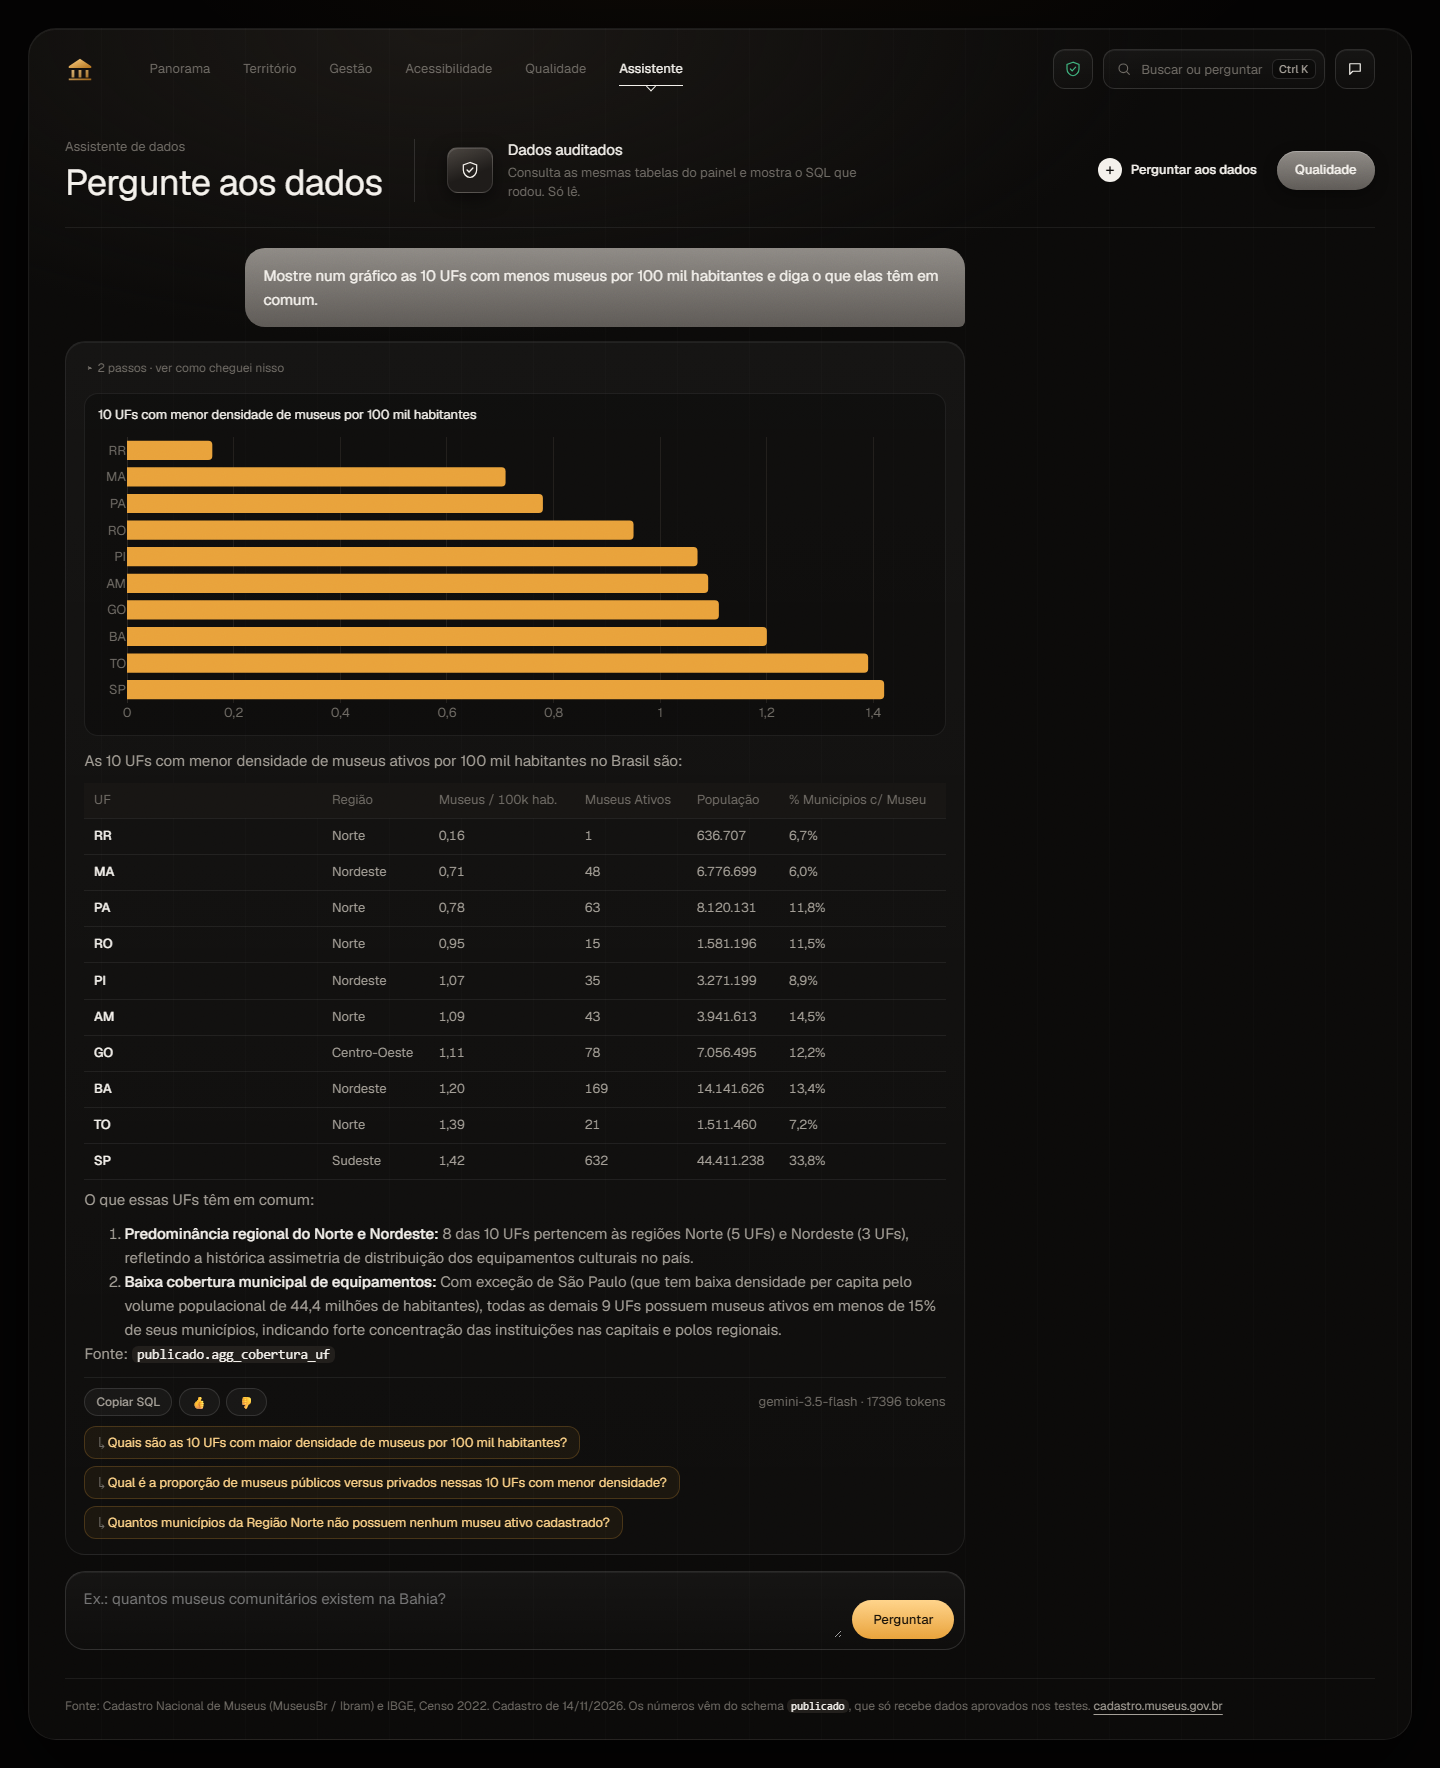 Panorama Território Gestão Acessibilidade Qualidade Assistente
Buscar ou perguntar Ctrl K
Assistente de dados
Pergunte aos dados
Dados auditados
Consulta as mesmas tabelas do painel e mostra o SQL que
rodou. Só lê.
+ Perguntar aos dados
Qualidade
Mostre num gráfico as 10 UFs com menos museus por 100 mil habitantes e diga o que elas têm em
comum.
2 passos · ver como cheguei nisso
10 UFs com menor densidade de museus por 100 mil habitantes
RR
MA
PA
RO
PI
AM
GO
BA
TO
SP
0 0,2 0,4 0,6 0,8 1 1,2 1,4
As 10 UFs com menor densidade de museus ativos por 100 mil habitantes no Brasil são:
UF Região Museus / 100k hab. Museus Ativos População % Municípios c/ Museu
RR Norte 0,16 1 636.707 6,7%
MA Nordeste 0,71 48 6.776.699 6,0%
PA Norte 0,78 63 8.120.131 11,8%
RO Norte 0,95 15 1.581.196 11,5%
PI Nordeste 1,07 35 3.271.199 8,9%
AM Norte 1,09 43 3.941.613 14,5%
GO Centro-Oeste 1,11 78 7.056.495 12,2%
BA Nordeste 1,20 169 14.141.626 13,4%
TO Norte 1,39 21 1.511.460 7,2%
SP Sudeste 1,42 632 44.411.238 33,8%
O que essas UFs têm em comum:
1. Predominância regional do Norte e Nordeste: 8 das 10 UFs pertencem às regiões Norte (5 UFs) e Nordeste (3 UFs),
refletindo a histórica assimetria de distribuição dos equipamentos culturais no país.
2. Baixa cobertura municipal de equipamentos: Com exceção de São Paulo (que tem baixa densidade per capita pelo
volume populacional de 44,4 milhões de habitantes), todas as demais 9 UFs possuem museus ativos em menos de 15%
de seus municípios, indicando forte concentração das instituições nas capitais e polos regionais.
Fonte: publicado.agg_cobertura_uf
Copiar SQL
gemini-3.5-flash · 17396 tokens
Quais são as 10 UFs com maior densidade de museus por 100 mil habitantes?
Qual é a proporção de museus públicos versus privados nessas 10 UFs com menor densidade?
Quantos municípios da Região Norte não possuem nenhum museu ativo cadastrado?
Ex.: quantos museus comunitários existem na Bahia?
Perguntar
Fonte: Cadastro Nacional de Museus (MuseusBr / Ibram) e IBGE, Censo 2022. Cadastro de 14/11/2026. Os números vêm do schema publicado, que só recebe dados aprovados nos testes. cadastro.museus.gov.br